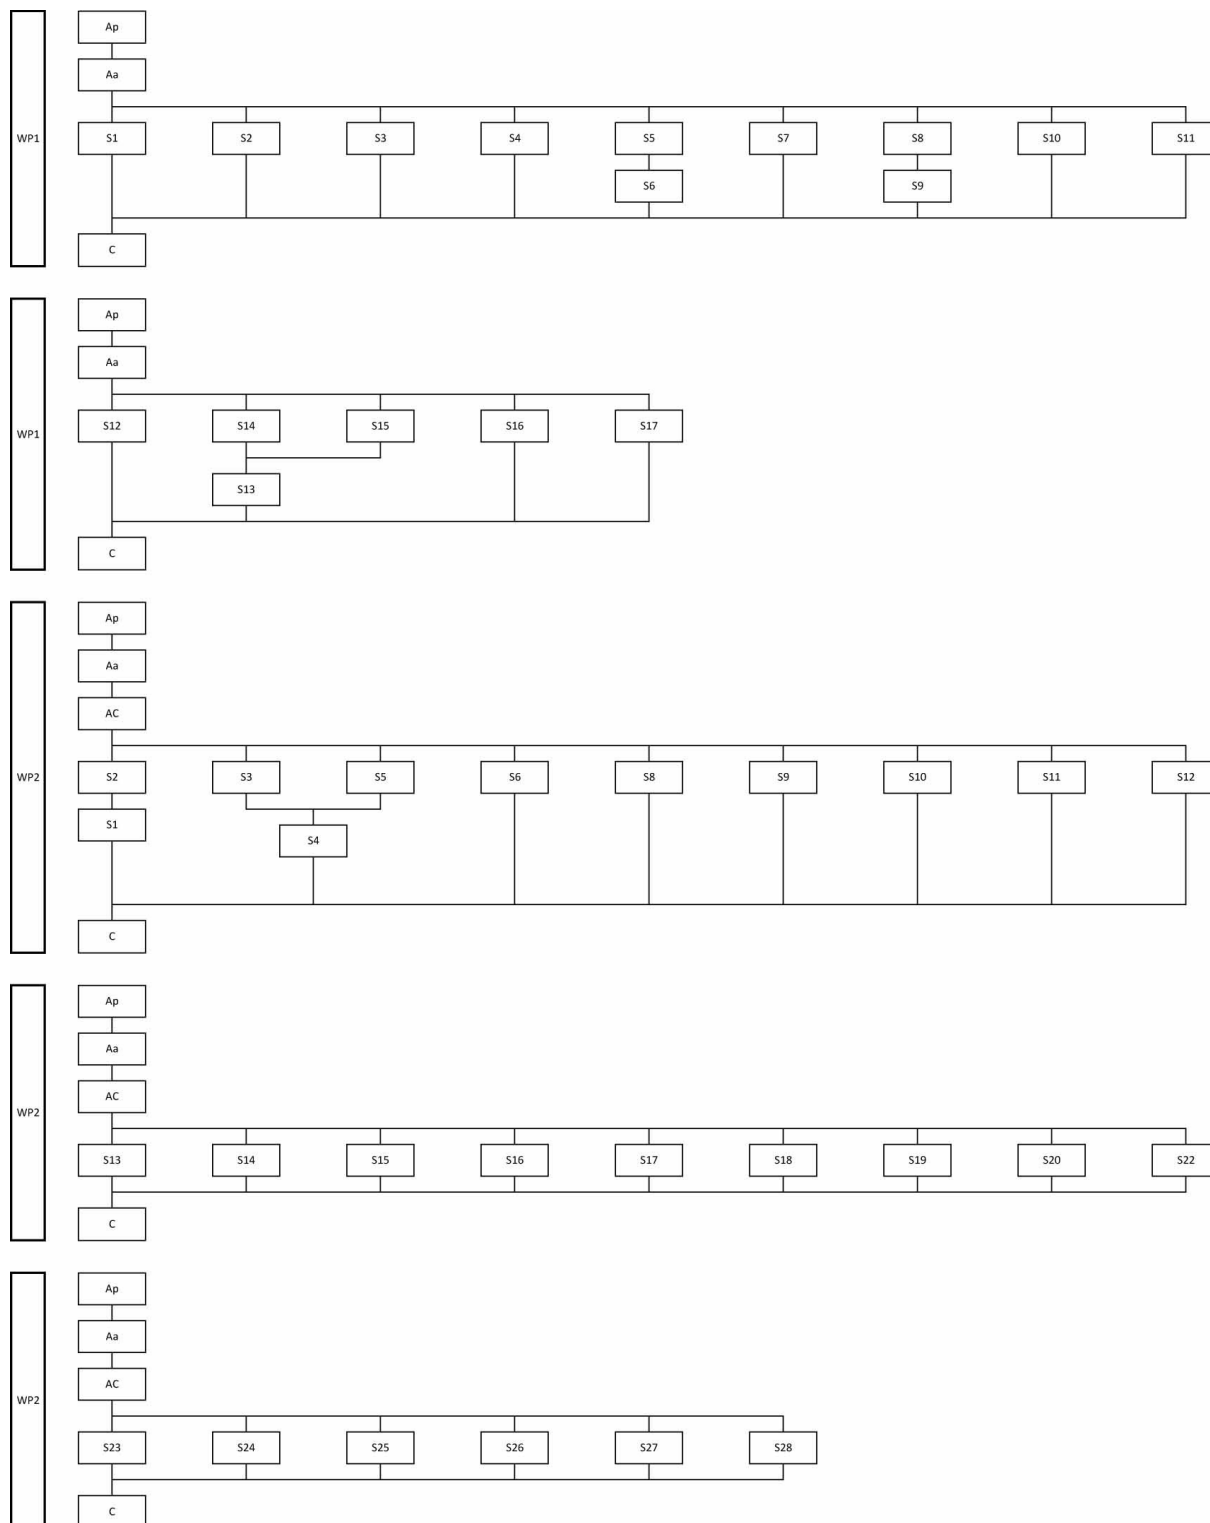 Ap
Aa
WP1
S1 S2 S3 S4 S5 S7 S8 S10 S11
S6 S9
C
Ap
Aa
WP1
S12 S14 S15 S16 S17
S13
C
Ap
Aa
AC
WP2
S2 S3 S5 S6 S8 S9 S10 S11 S12
S1
S4
C
Ap
Aa
AC
WP2
S13 S14 S15 S16 S17 S18 S19 S20 S22
C
Ap
Aa
AC
WP2
S23 S24 S25 S26 S27 S28
C